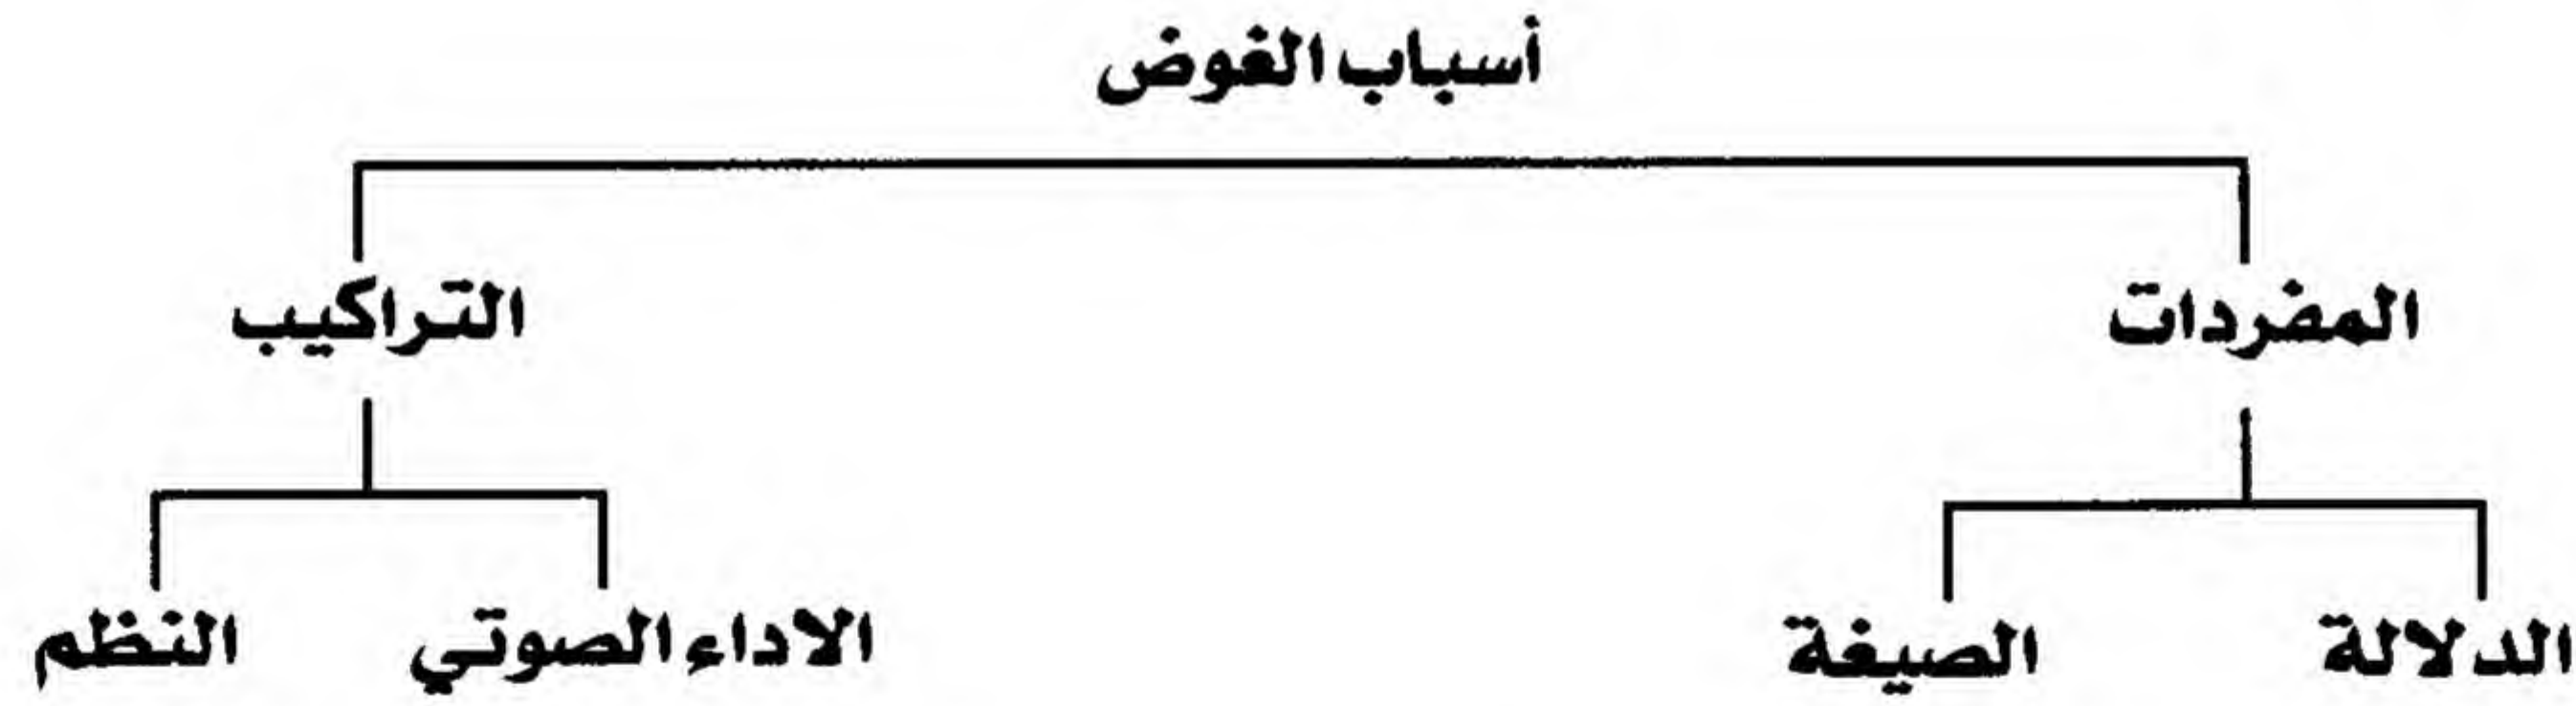 أسباب الغوض
المفردات التراكيب
الدلالة الصيغة الاداء الصوتي النظم